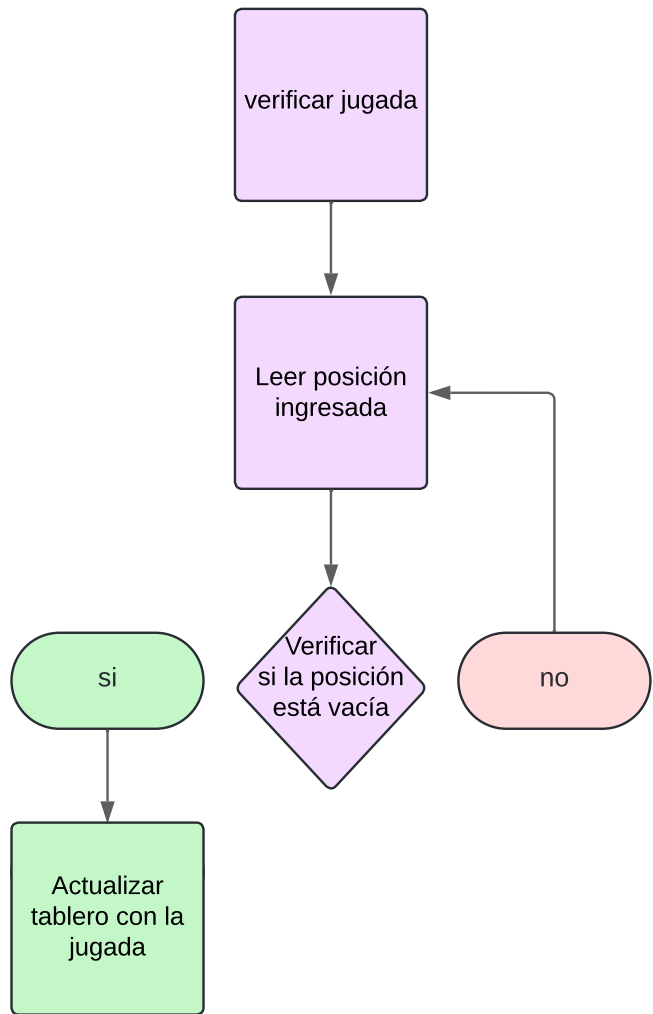 verificar jugada
Leer posición
ingresada
Verificar
si la posición
está vacía
si
no
Actualizar
tablero con la
jugada